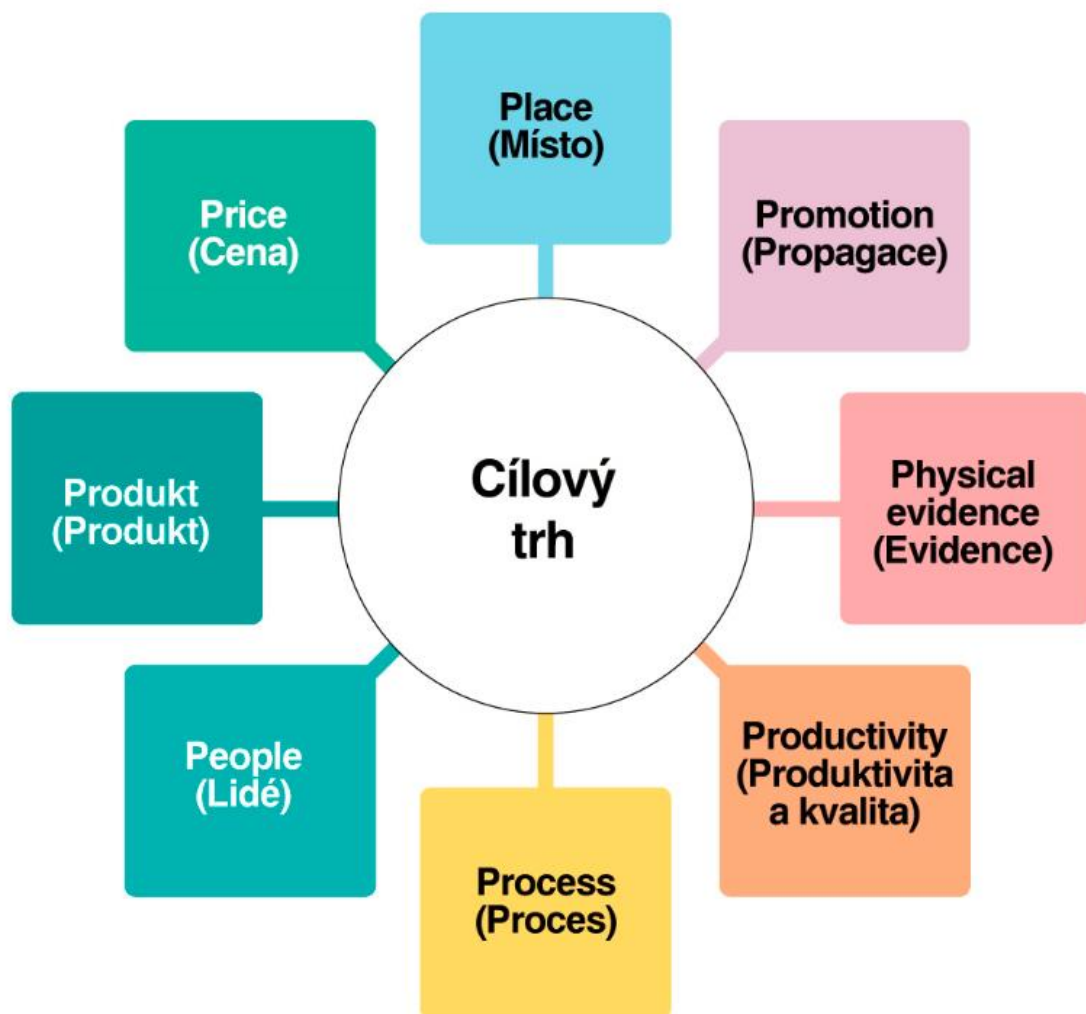 Place
(Místo)
Price
(Cena)
Promotion
(Propagace)
Produkt
(Produkt)
Cílový
trh
Physical
evidence
(Evidence)
People
(Lidé)
Productivity
(Produktivita
a kvalita)
Process
(Proces)